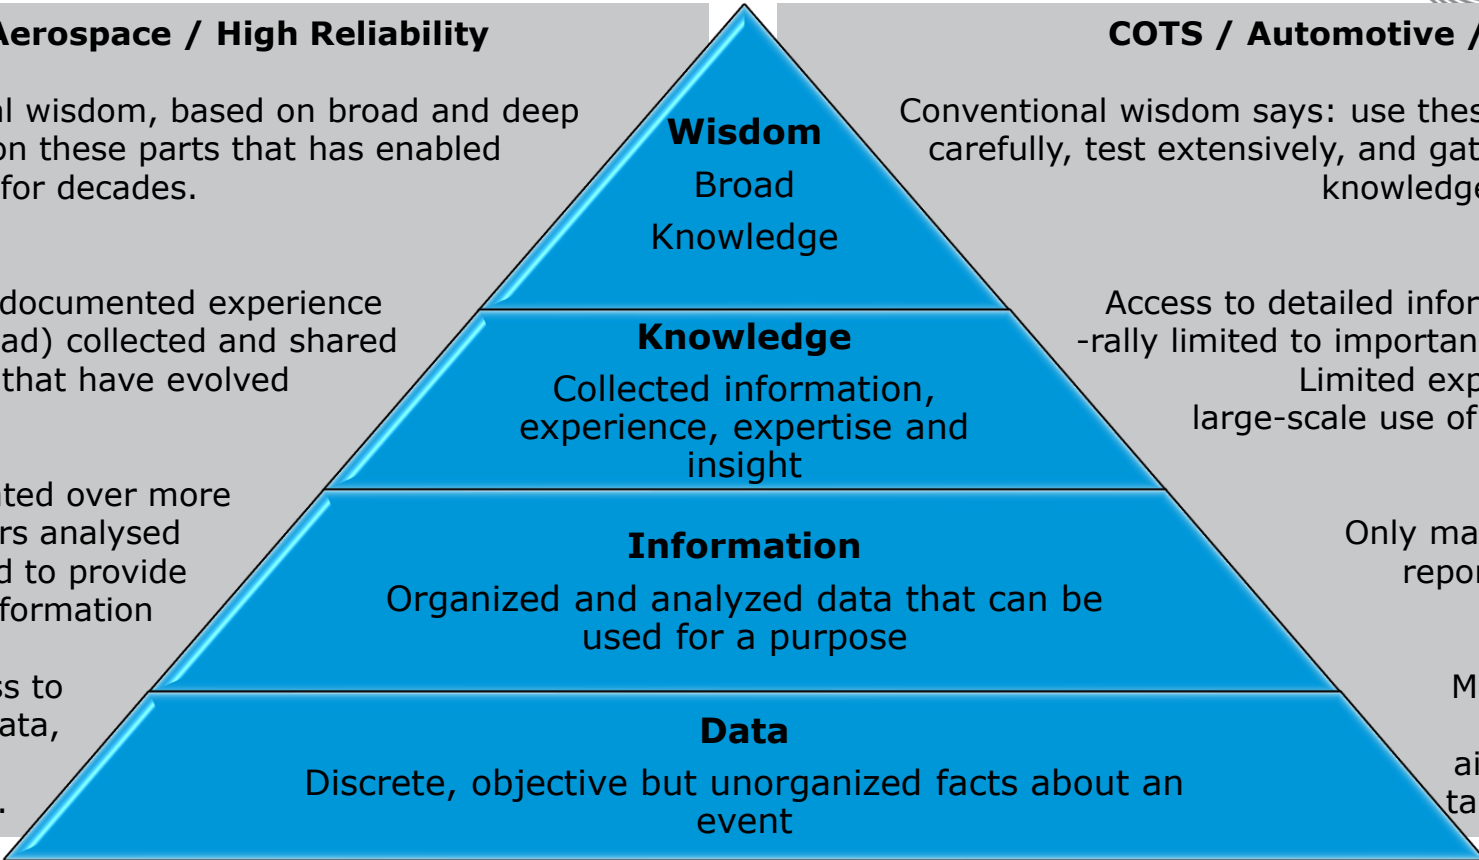 Aerospace / High Reliability
al wisdom, based on broad and deep
on these parts that has enabled
for decades.
documented experience
ad) collected and shared
that have evolved
ated over more
rs analysed
d to provide
formation
ss to
ata,
.
Wisdom
Broad
Knowledge
Knowledge
Collected information,
experience, expertise and
insight
Information
Organized and analyzed data that can be
used for a purpose
Data
Discrete, objective but unorganized facts about an
event
COTS / Automotive /
Conventional wisdom says: use thes
carefully, test extensively, and gat
knowledge
Access to detailed infor
-rally limited to importan
Limited exp
large-scale use of
Only ma
repor
M
ai
ta